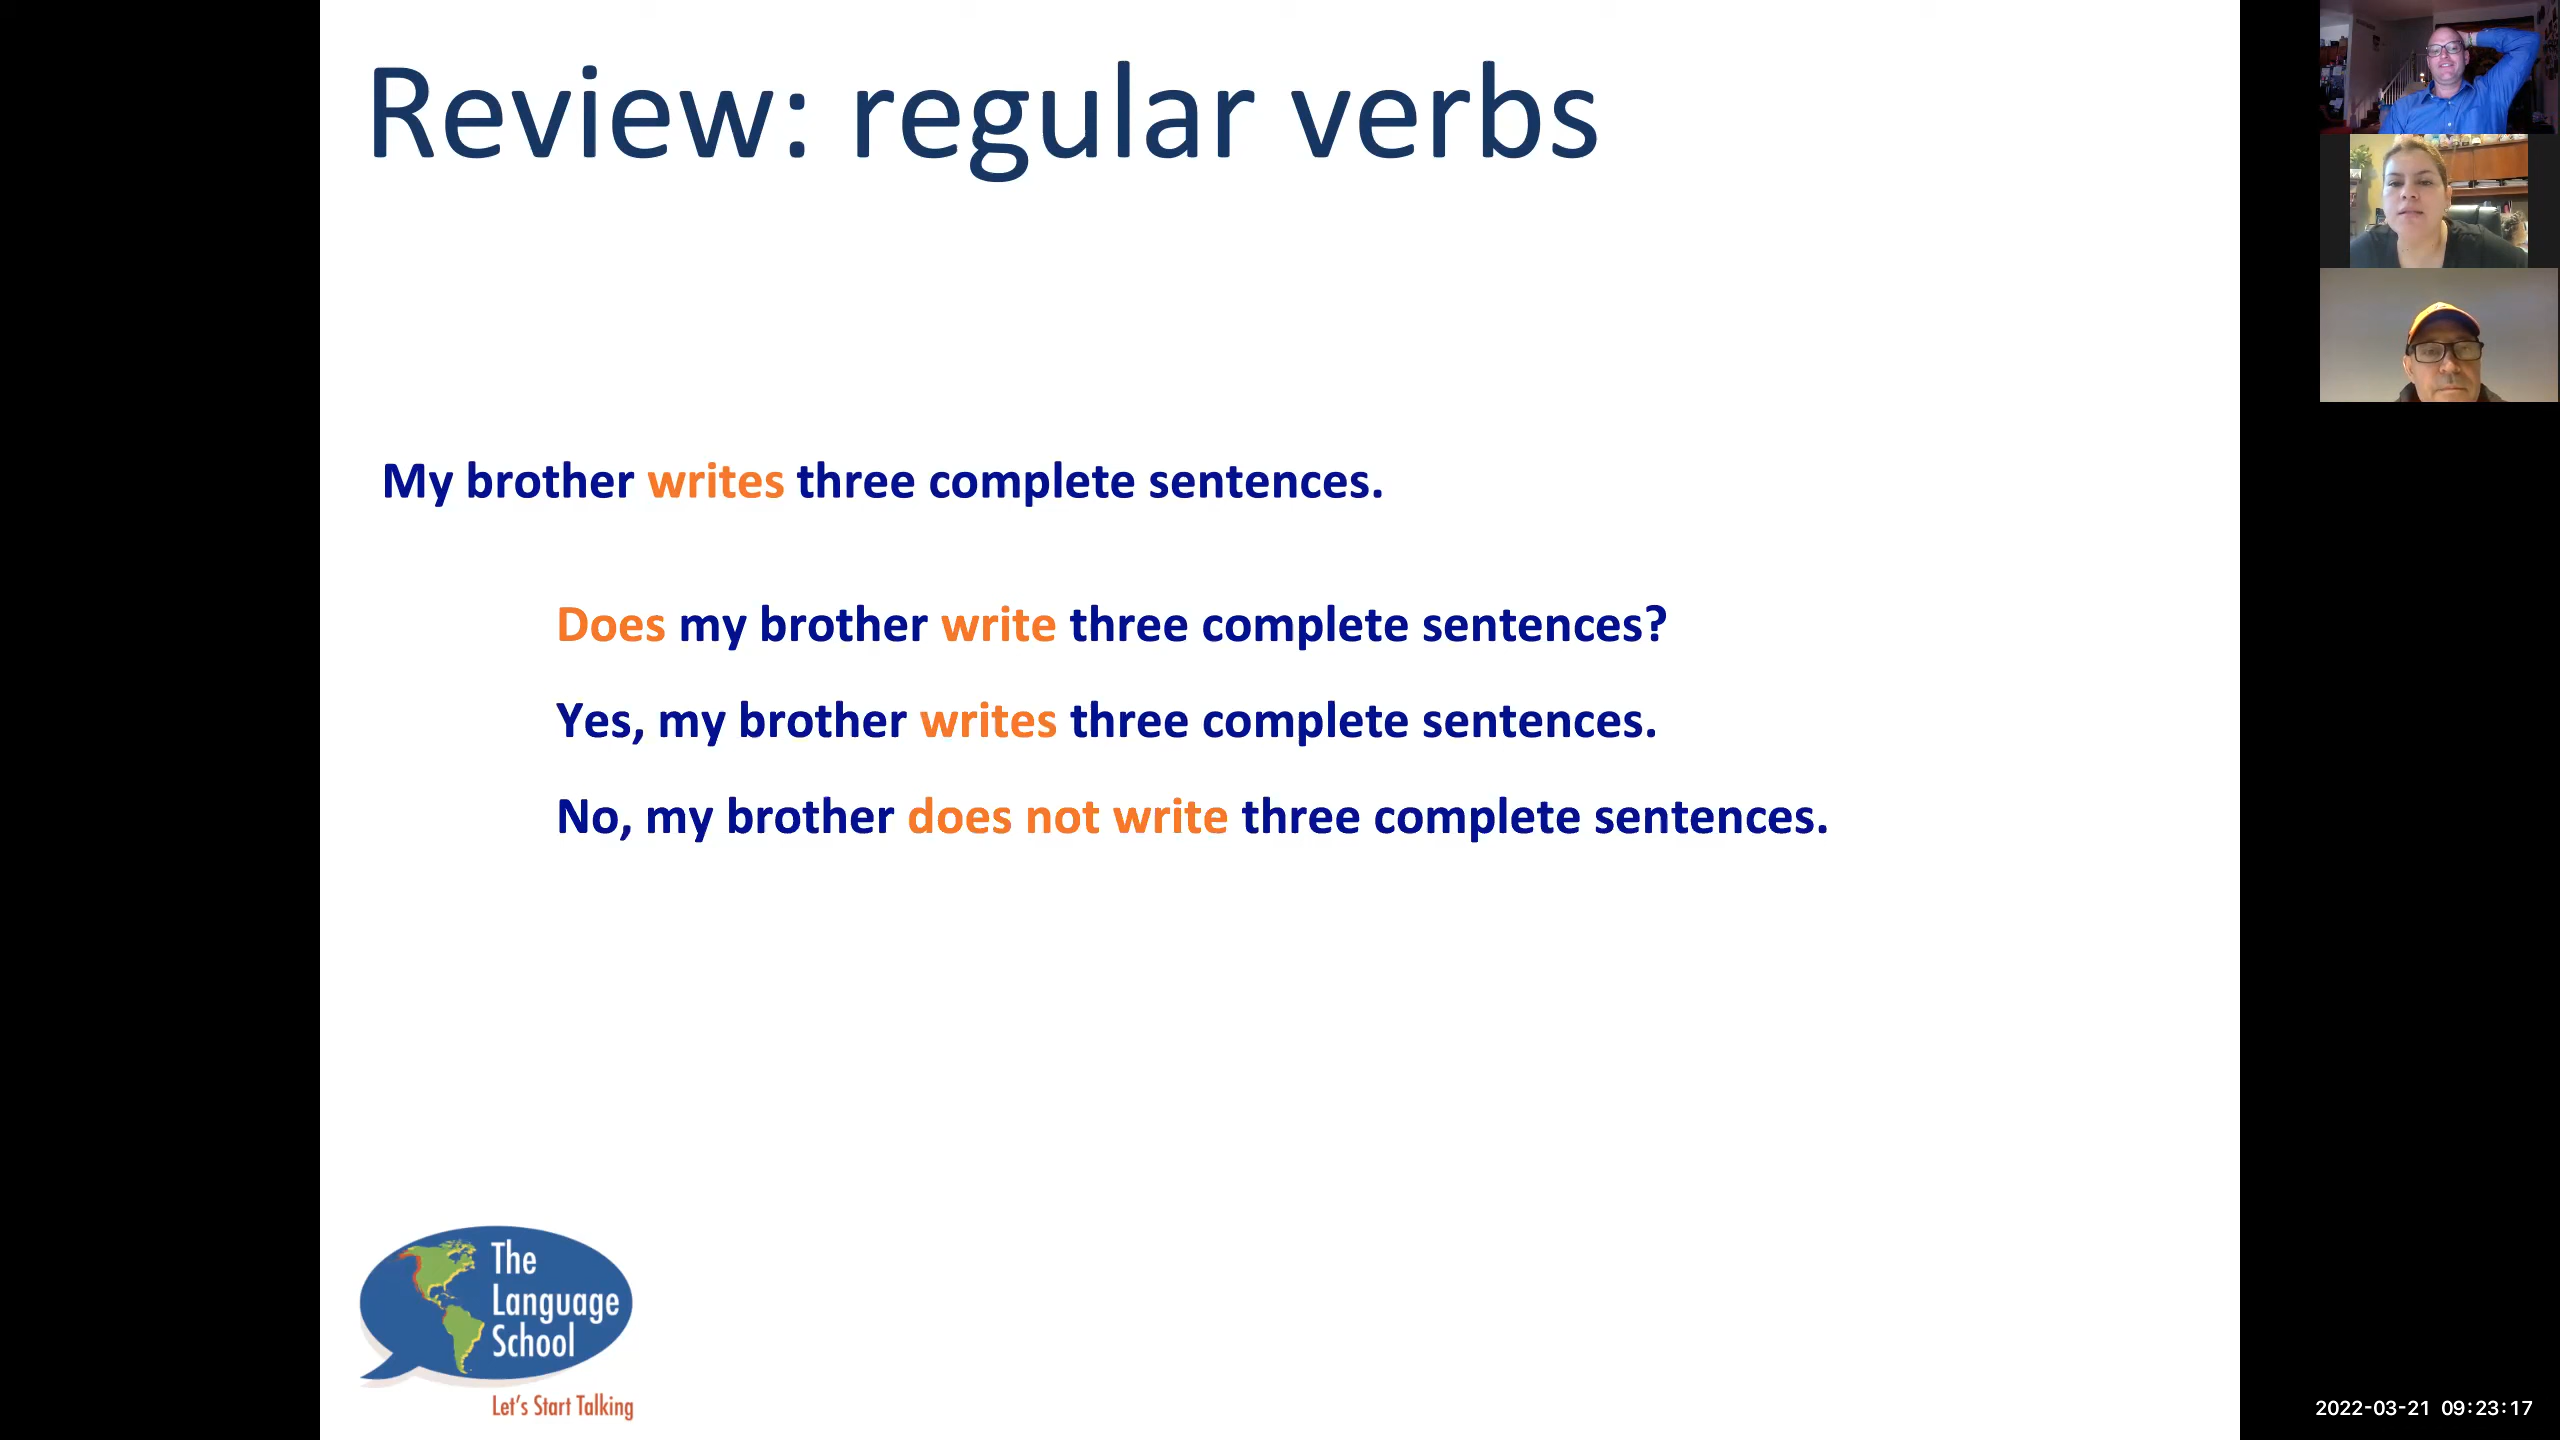 Review: regular verbs
My brother writes three complete sentences.
Does my brother write three complete sentences?
Yes, my brother writes three complete sentences.
No, my brother does not write three complete sentences.
The
Language
School
Let's Start Talking
2022-03-21 09:23:17